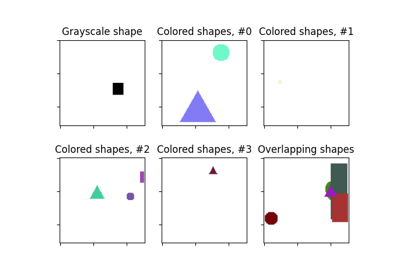 Grayscale shape
Colored shapes, #0
Colored shapes, #1
Colored shapes, #2
Colored shapes, #3
Overlapping shapes